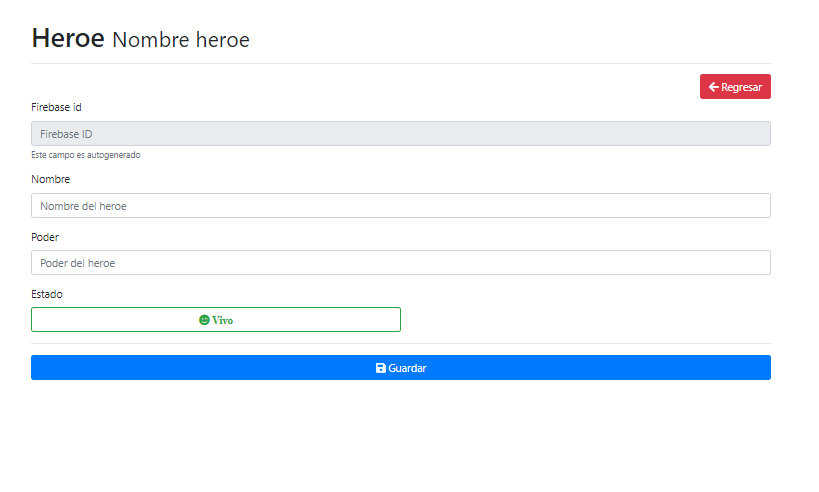 Heroe Nombre heroe
Regresar
Firebase id
Firebase ID
Este campo es autogenerado
Nombre
Nombre del heroe
Poder
Poder del heroe
Estado
Vivo
Guardar